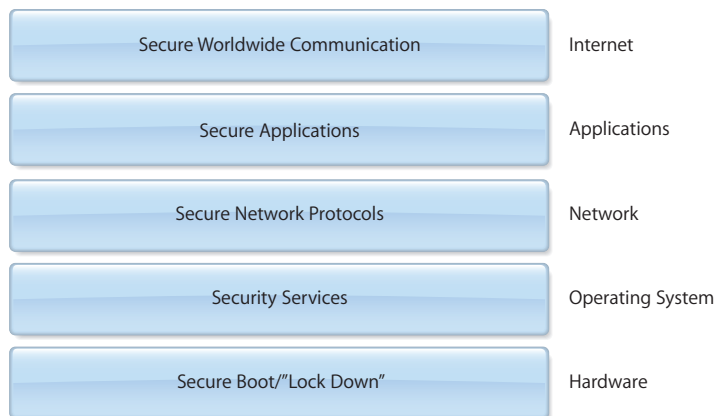 Secure Worldwide Communication Internet
Secure Applications Applications
Secure Network Protocols Network
Security Services Operating System
Secure Boot/”Lock Down” Hardware